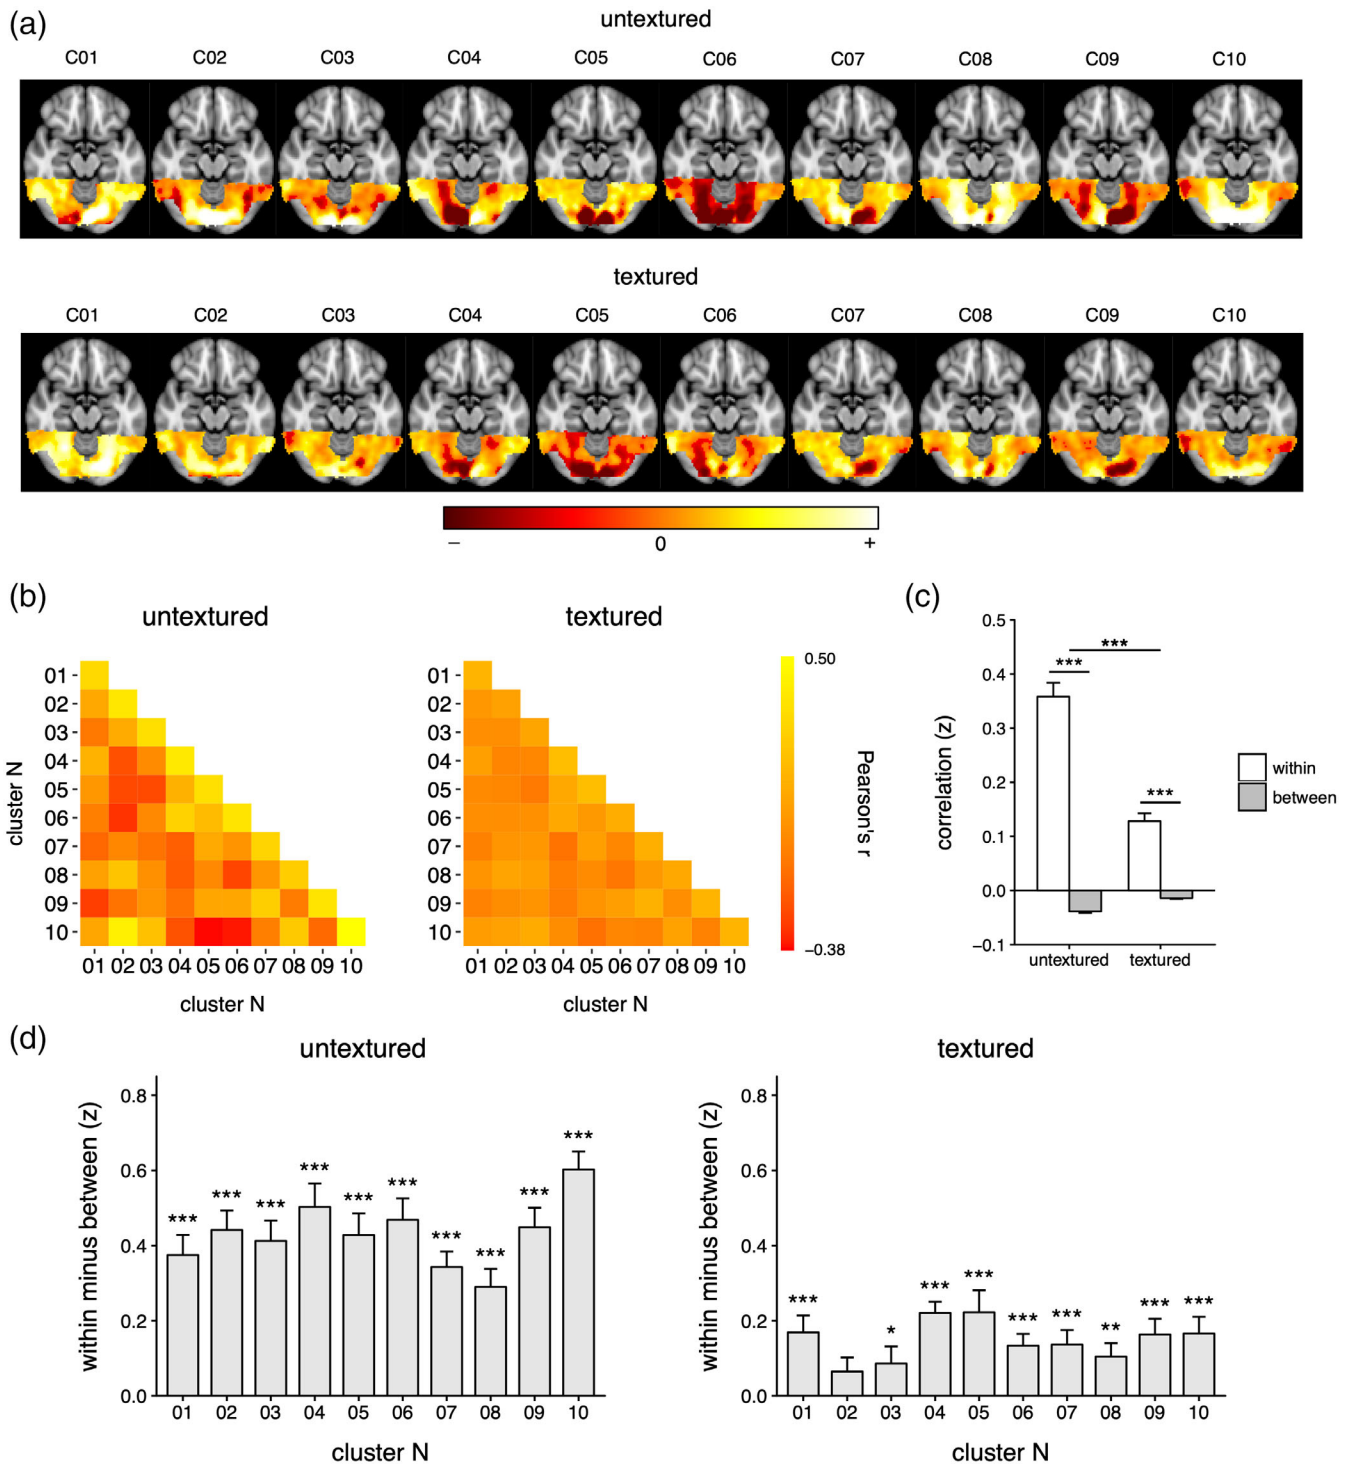 (a)
untextured
C01 C02 C03 C04 C05 C06 C07 C08 C09 C10
textured
C01 C02 C03 C04 C05 C06 C07 C08 C09 C10
– 0 +
(b)
untextured
cluster N
01
02
03
04
05
06
07
08
09
10
01 02 03 04 05 06 07 08 09 10
cluster N
textured
01
02
03
04
05
06
07
08
09
10
01 02 03 04 05 06 07 08 09 10
cluster N
0.50
Pearson's r
−0.38
(c)
correlation (z)
0.5
0.4
0.3
0.2
0.1
0.0
−0.1
***
***
***
untextured textured
within
between
(d)
untextured
within minus between (z)
0.8
0.6
0.4
0.2
0.0
*** *** *** *** *** *** *** *** *** ***
01 02 03 04 05 06 07 08 09 10
cluster N
textured
within minus between (z)
0.8
0.6
0.4
0.2
0.0
*** * *** *** *** *** ** *** ***
01 02 03 04 05 06 07 08 09 10
cluster N